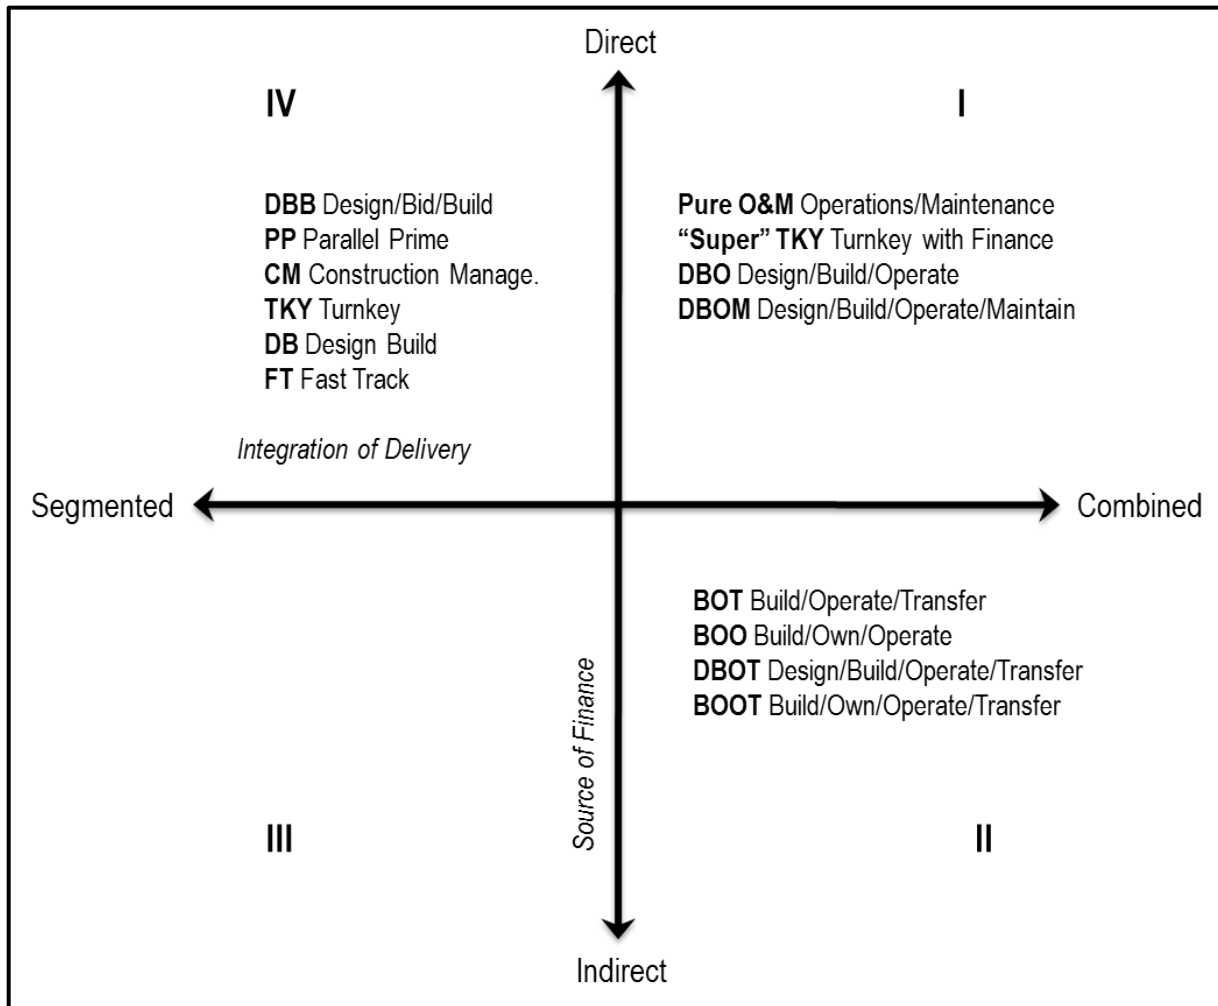 Direct
IV
I
DBB Design/Bid/Build
PP Parallel Prime
CM Construction Manage.
TKY Turnkey
DB Design Build
FT Fast Track
Pure O&M Operations/Maintenance
“Super” TKY Turnkey with Finance
DBO Design/Build/Operate
DBOM Design/Build/Operate/Maintain
Integration of Delivery
Segmented
Combined
BOT Build/Operate/Transfer
BOO Build/Own/Operate
DBOT Design/Build/Operate/Transfer
BOOT Build/Own/Operate/Transfer
Source of Finance
III
II
Indirect